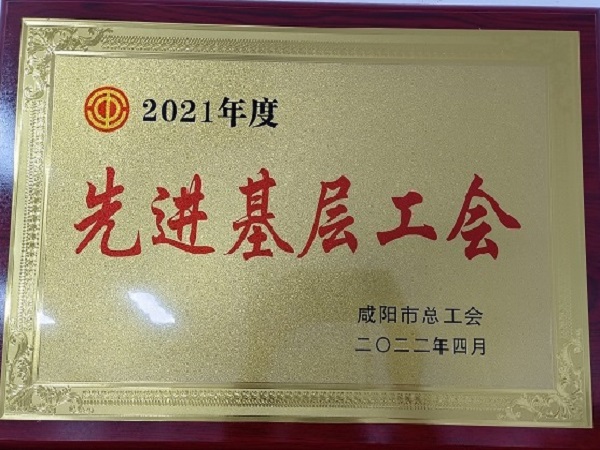 2021年度
先进基层工会
咸阳市总工会
二〇二二年四月